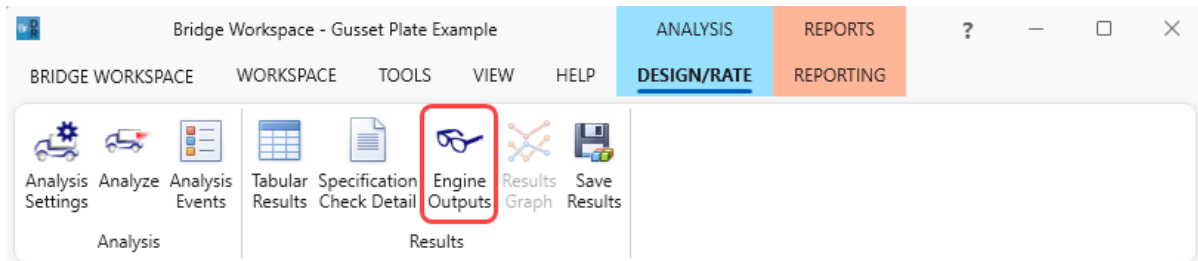 Bridge Workspace - Gusset Plate Example
ANALYSIS
REPORTS
?
BRIDGE WORKSPACE
WORKSPACE
TOOLS
VIEW
HELP
DESIGN/RATE
REPORTING
Analysis
Settings
Analyze
Analysis
Events
Tabular
Results
Specification
Check Detail
Engine
Outputs
Results
Graph
Save
Results
Analysis
Results